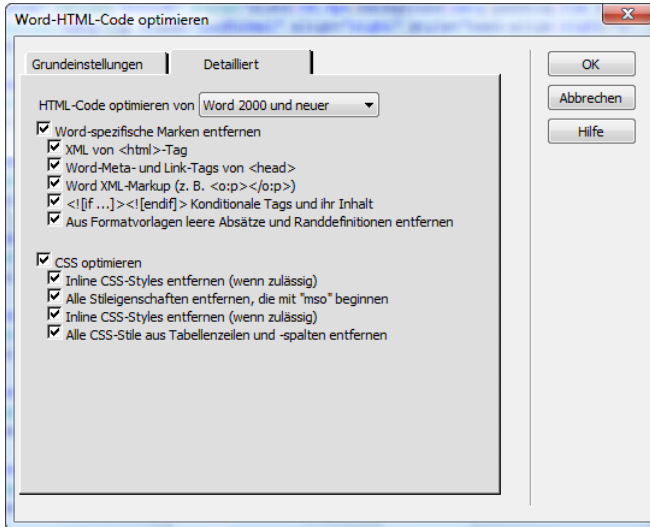 Word-HTML-Code optimieren
Grundeinstellungen
Detailliert
OK
Abbrechen
Hilfe
HTML-Code optimieren von Word 2000 und neuer
Word-spezifische Marken entfernen
XML von <html>-Tag
Word-Meta- und Link-Tags von <head>
Word XML-Markup (z. B. <o:p></o:p>)
<![if ...]><![endif]> Konditionale Tags und ihr Inhalt
Aus Formatvorlagen leere Absätze und Randdefinitionen entfernen
CSS optimieren
Inline CSS-Styles entfernen (wenn zulässig)
Alle Stileigenschaften entfernen, die mit "mso" beginnen
Inline CSS-Styles entfernen (wenn zulässig)
Alle CSS-Stile aus Tabellenzeilen und -spalten entfernen